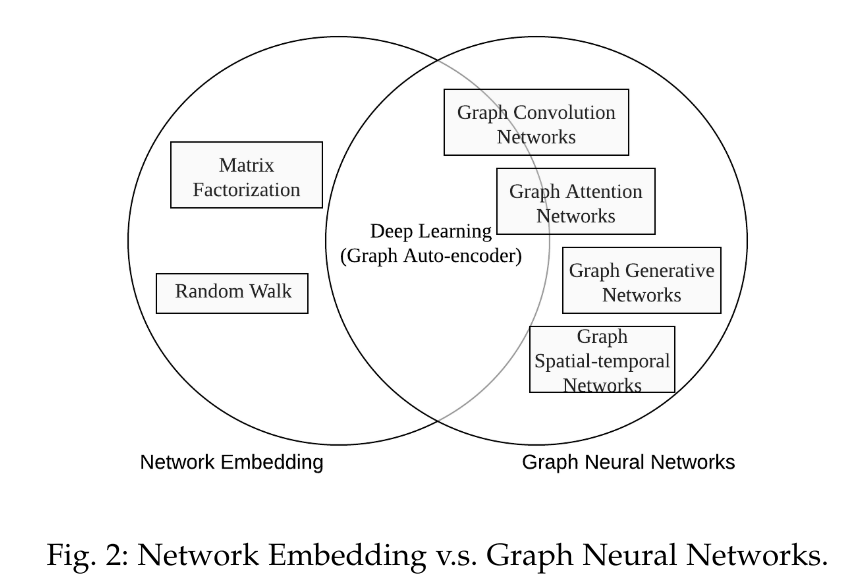 Graph Convolution
Networks
Matrix
Factorization
Graph Attention
Networks
Deep Learning
(Graph Auto-encoder)
Graph Generative
Networks
Random Walk
Graph
Spatial-temporal
Networks
Network Embedding
Graph Neural Networks
Fig. 2: Network Embedding v.s. Graph Neural Networks.